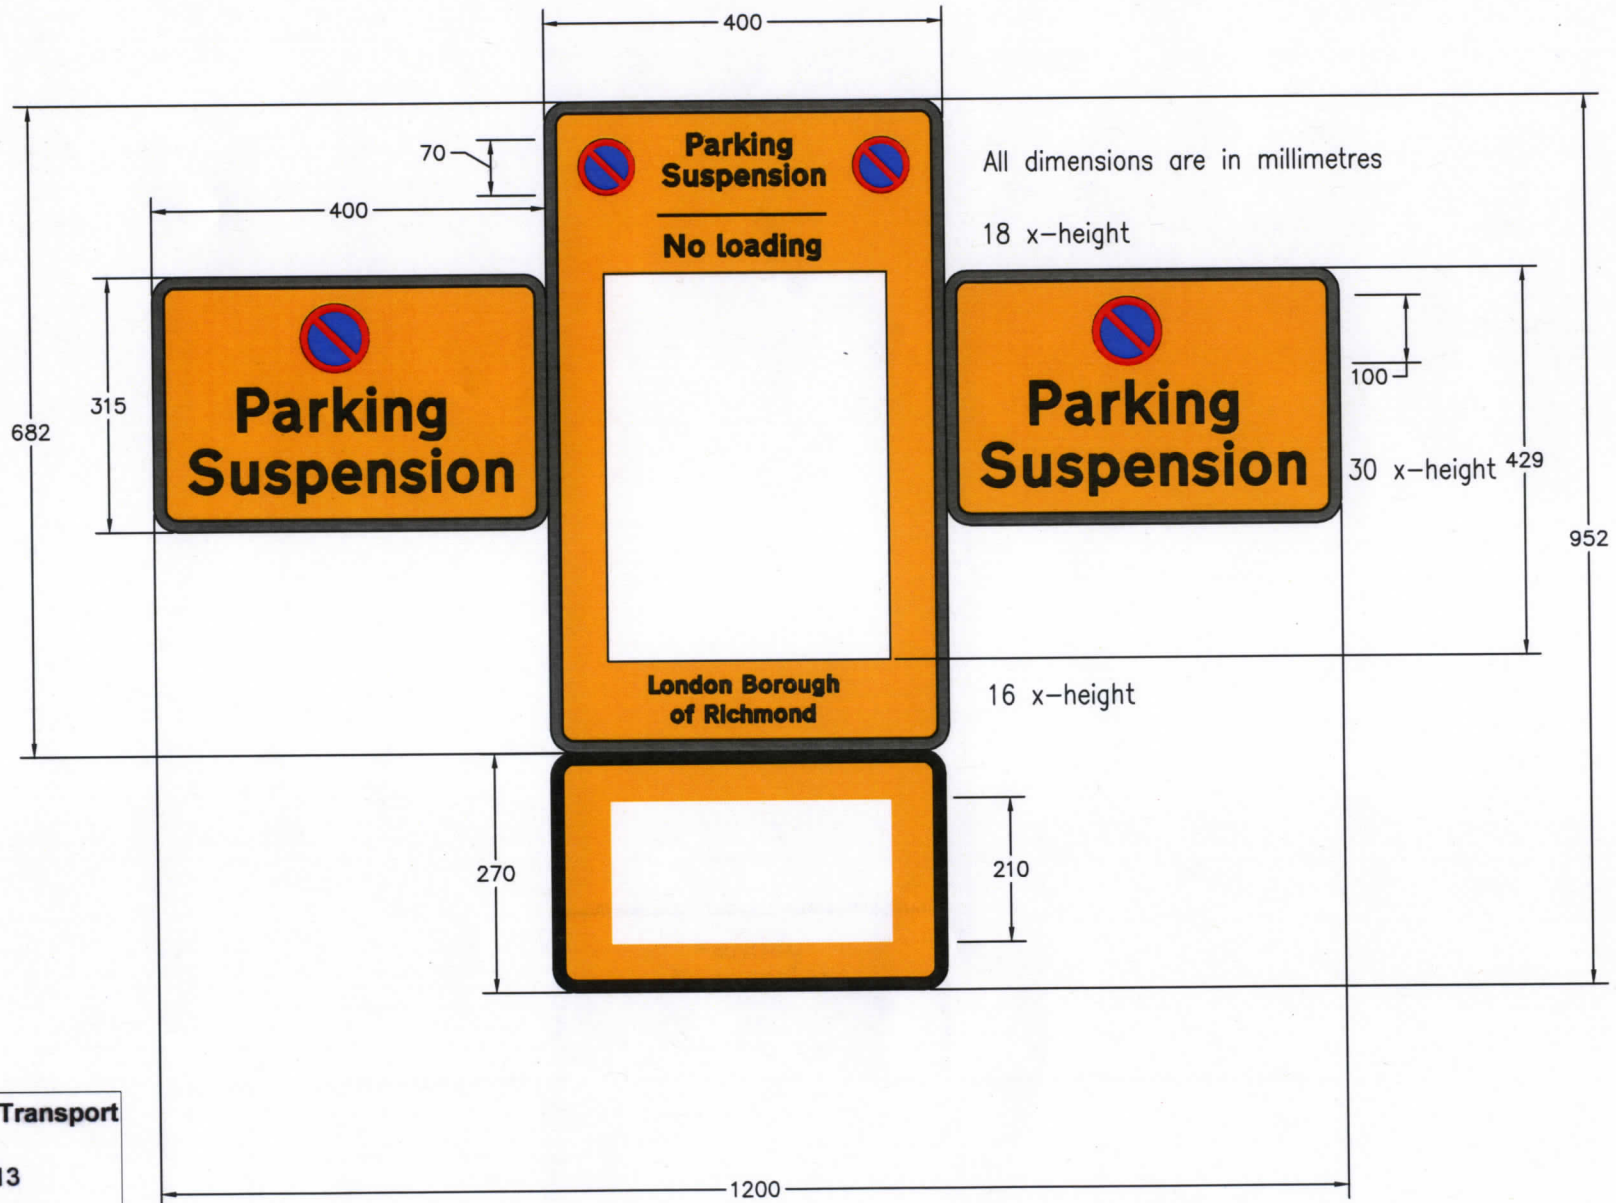 400
70
Parking
Suspension
All dimensions are in millimetres
400
18 x-height
No loading
Parking
Suspension
315
682
Parking
Suspension
100
30 x-height
429
952
London Borough
of Richmond
16 x-height
270
210
Transport
13
1200